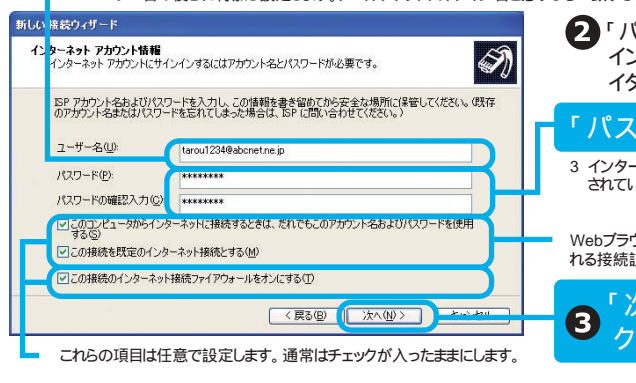 新しい接続ウィザード
インターネット アカウント情報
インターネット アカウントにサインインするにはアカウント名とパスワードが必要です。
ISP アカウント名およびパスワードを入力し、この情報を書き留めてから安全な場所に保管してください。(既存
のアカウント名またはパスワードを忘れてしまった場合は、ISP に問い合わせてください。)
ユーザー名(U):
tarou1234@abcnet.ne.jp
パスワード(P):
********
パスワードの確認入力(C):
********
このコンピュータからインターネットに接続するときは、だれでもこのアカウント名およびパスワードを使用
する(S)
この接続を既定のインターネット接続とする(M)
この接続のインターネット接続ファイアウォールをオンにする(T)
< 戻る(B)
次へ(N) >
これらの項目は任意で設定します。通常はチェックが入ったままにします。
2 「パ
イン
イタ
「パス
3 インター
されてい
Webブラウ
れる接続
3 「次
ク